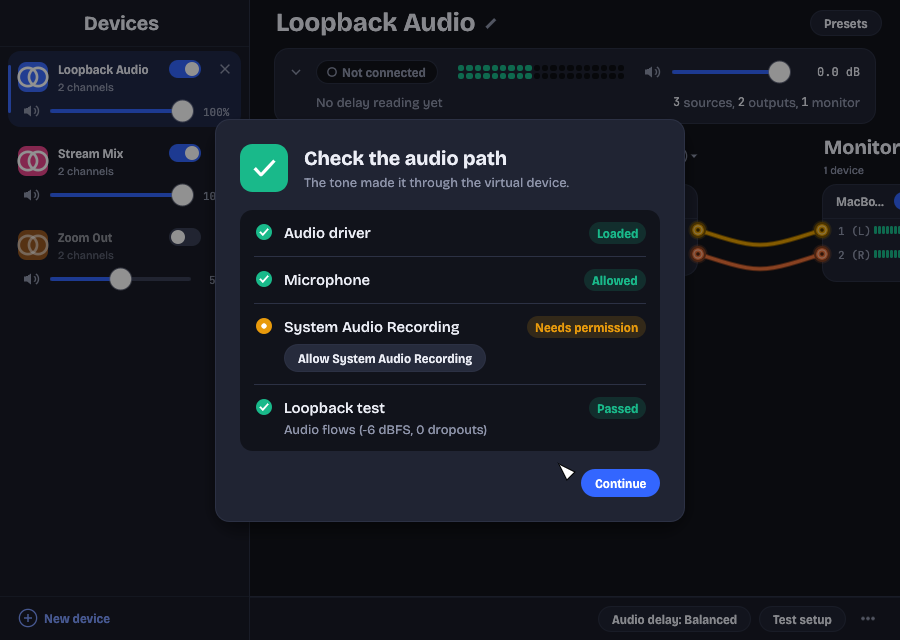 Devices
Loopback Audio
2 channels
100%
Stream Mix
2 channels
Zoom Out
2 channels
New device
Loopback Audio
Presets
Not connected
0.0 dB
No delay reading yet
3 sources, 2 outputs, 1 monitor
Monitor
1 device
MacBo...
1 (L)
2 (R)
Check the audio path
The tone made it through the virtual device.
Audio driver
Loaded
Microphone
Allowed
System Audio Recording
Needs permission
Allow System Audio Recording
Loopback test
Passed
Audio flows (-6 dBFS, 0 dropouts)
Continue
Audio delay: Balanced
Test setup